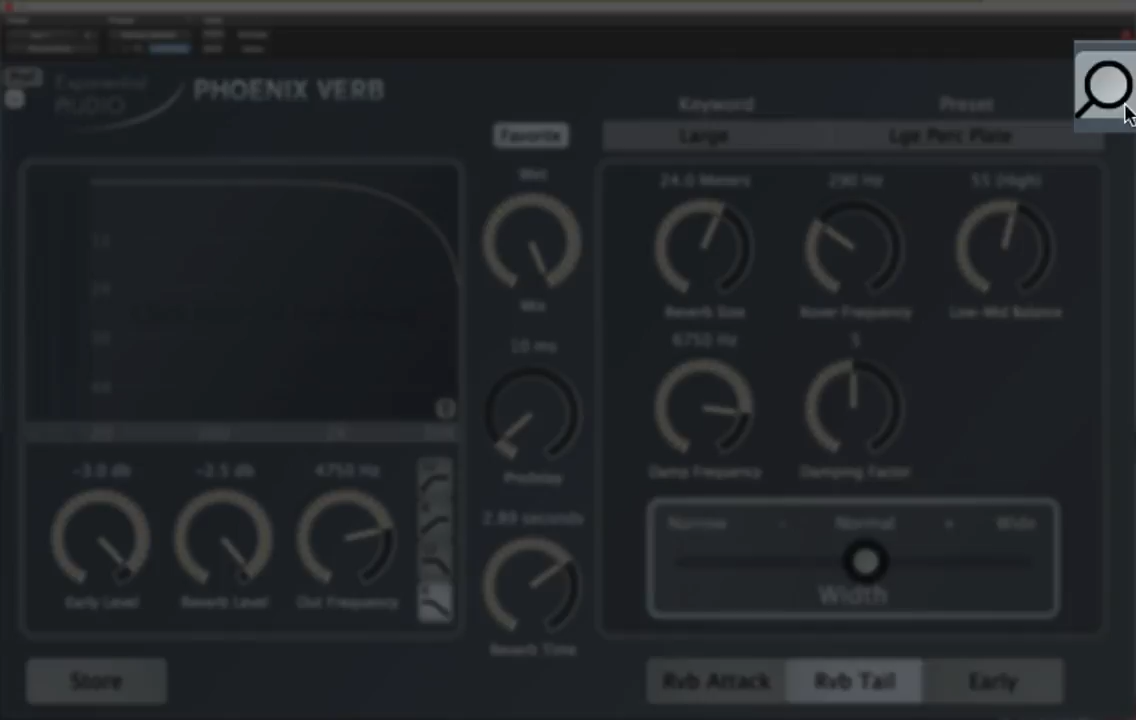 Exponential
AUDIO
PHOENIX VERB
Keyword
Preset
Favorite
Large
Lge Perc Plate
Wet
24.0 Meters
290 Hz
55 (High)
Mix
Reverb Size
Xover Frequency
Low-Mid Balance
10 ms
6750 Hz
5
Predelay
Damp Frequency
Damping Factor
-3.0 db
-2.5 db
4750 Hz
2.89 seconds
Narrow
-
Normal
+
Wide
Width
Early Level
Reverb Level
Out Frequency
Reverb Time
Store
Rvb Attack
Rvb Tail
Early